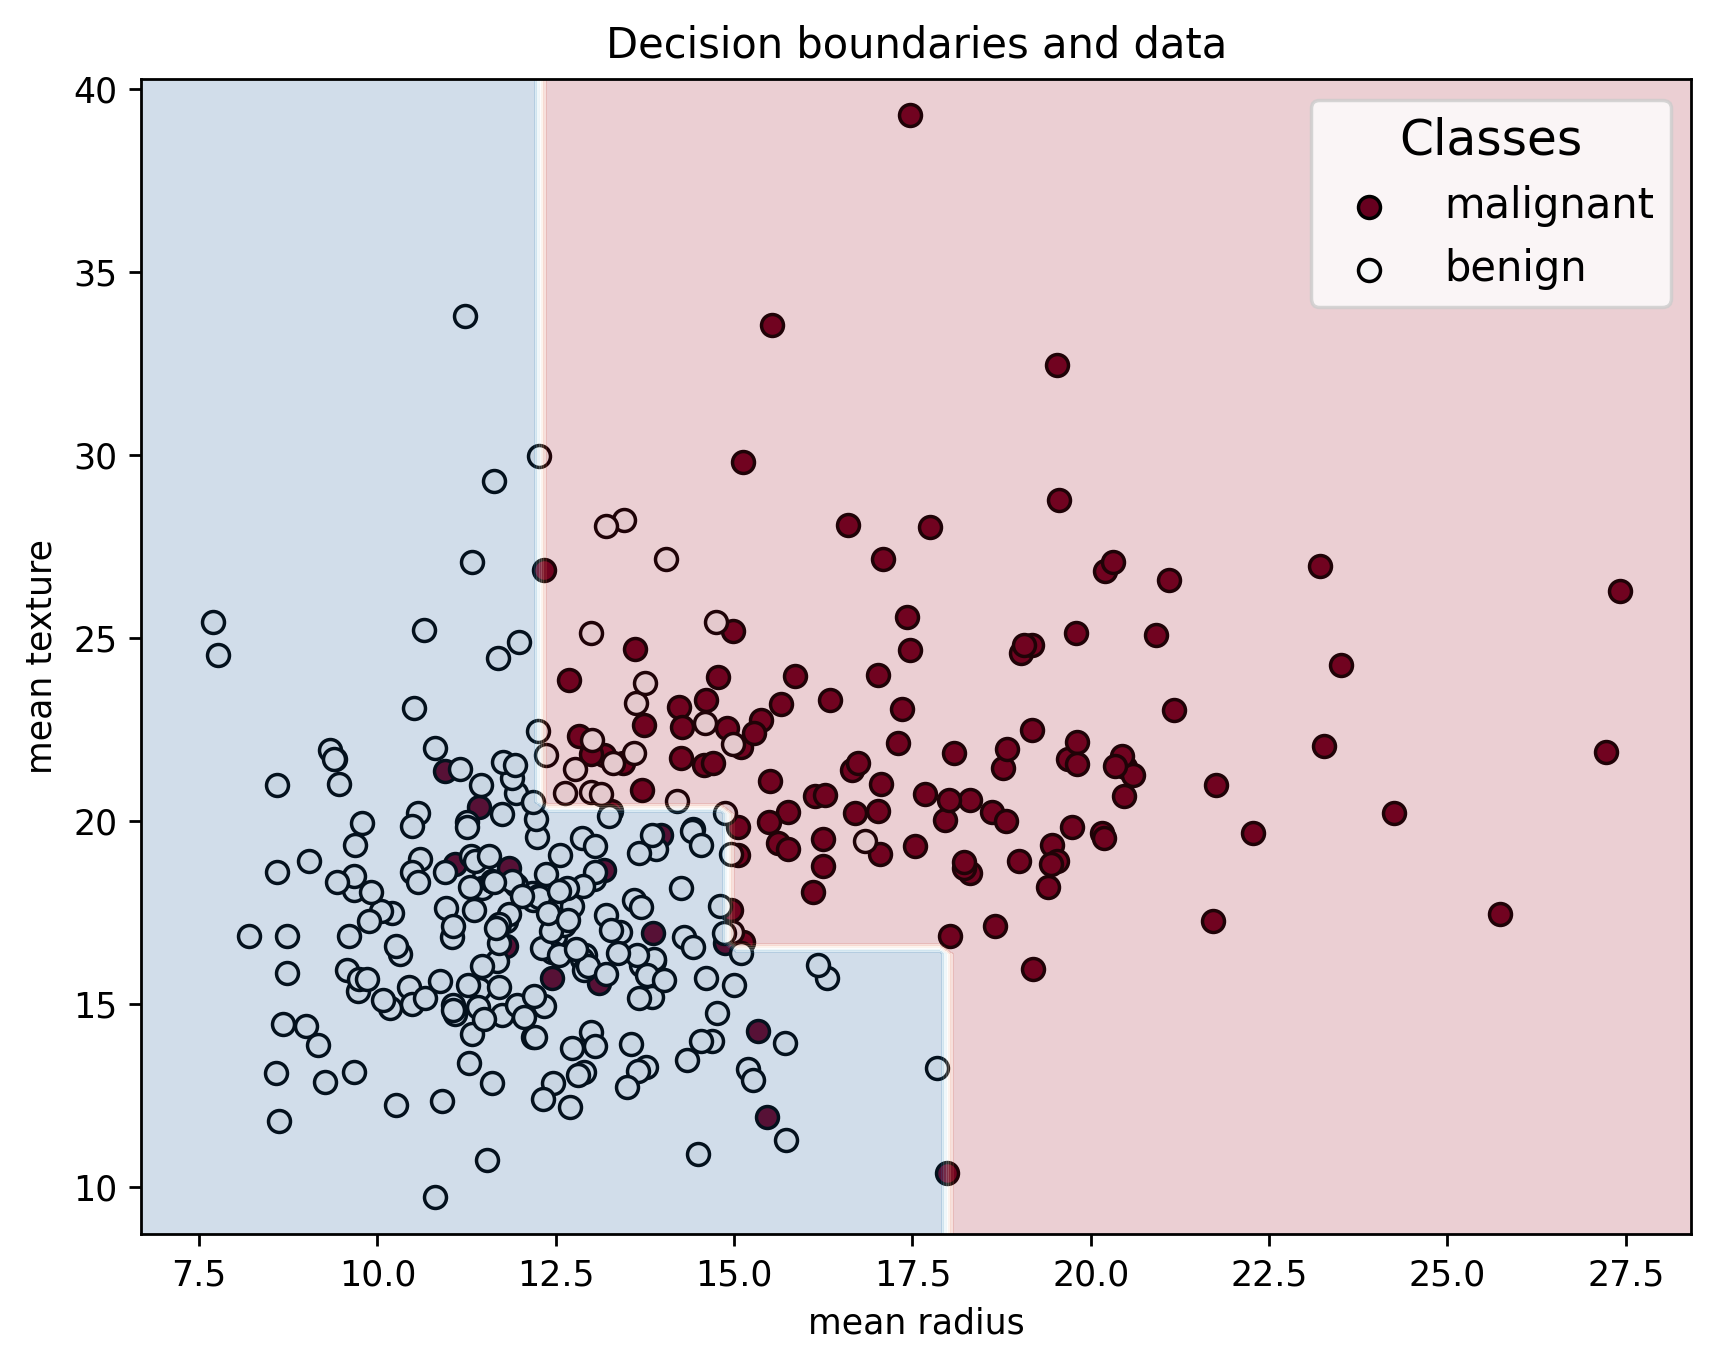 Decision boundaries and data
Classes
malignant
benign
mean texture
40
35
30
25
20
15
10
7.5 10.0 12.5 15.0 17.5 20.0 22.5 25.0 27.5
mean radius